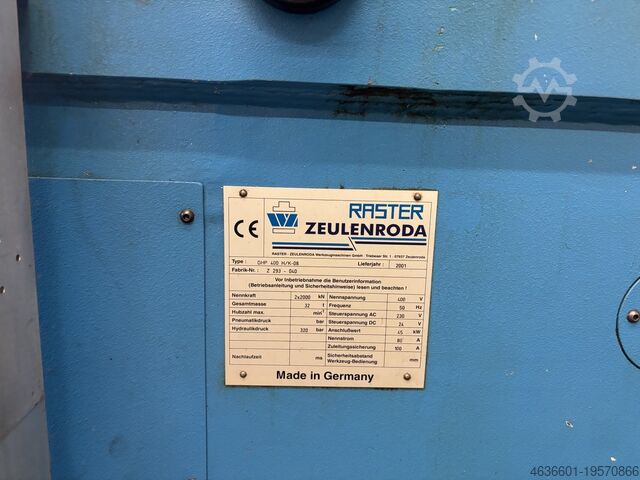 CE
RASTER
ZEULENRODA
RASTER - ZEULENRODA Werkzeugmaschinen GmbH · Triebeser Str. 1 · 07937 Zeulenroda
Type : OHP 400 H/K-08 Lieferjahr : 2001
Fabrik-Nr.: Z 293 - 040
Vor Inbetriebnahme die Benutzerinformation
(Betriebsanleitung und Sicherheitshinweise) lesen und beachten !
Nennkraft 2x2000 kN Nennspannung 400 V
Gesamtmasse 32 t Frequenz 50 Hz
Hubzahl max. min⁻¹ Steuerspannung AC 230 V
Pneumatikdruck bar Steuerspannung DC 24 V
Hydraulikdruck 320 bar Anschlußwert 45 kW
Nennstrom 80 A
Zuleitungssicherung 100 A
Nachlaufzeit ms Sicherheitsabstand
Werkzeug-Bedienung mm
Made in Germany
4636601-19570866